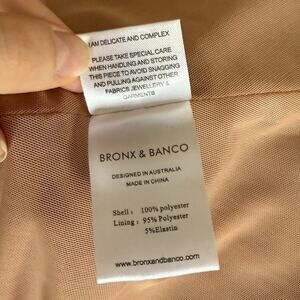 I AM DELICATE AND COMPLEX
PLEASE TAKE SPECIAL CARE
WHEN HANDLING AND STORING
THIS PIECE TO AVOID SNAGGING
AND PULLING AGAINST OTHER
FABRICS JEWELLERY &
GARMENTS
BRONX & BANCO
DESIGNED IN AUSTRALIA
MADE IN CHINA
Shell: 100% polyester
Lining: 95% Polyester
5%Elastin
www.bronxandbanco.com